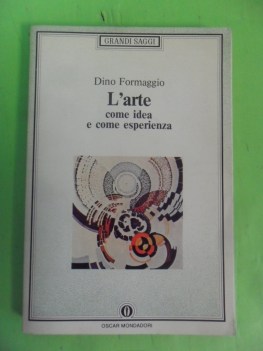 GRANDI SAGGI
Dino Formaggio
L'arte
come idea
e come esperienza
OSCAR MONDADORI